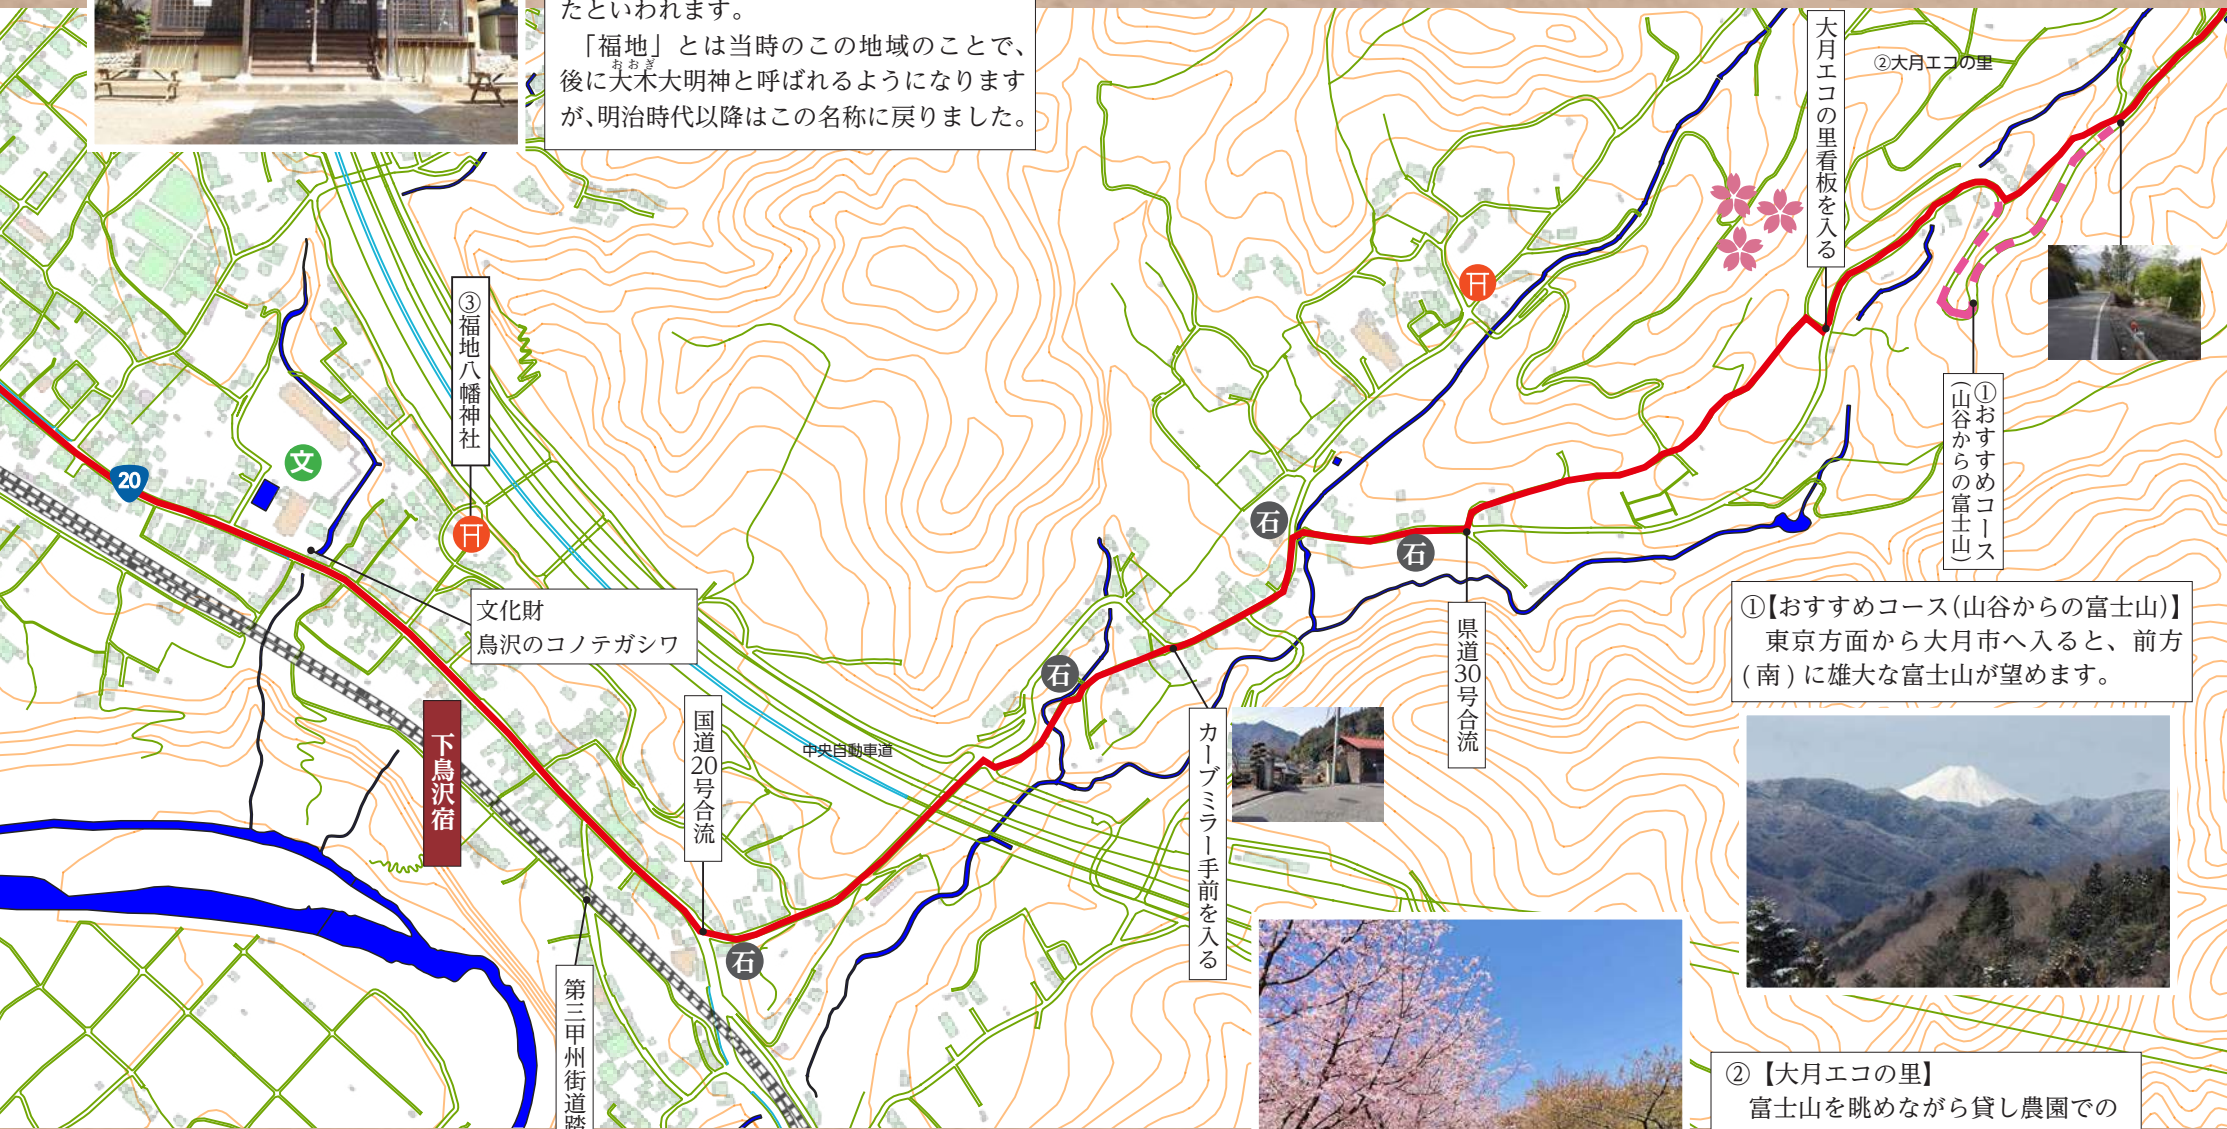 たといわれます。
「福地」とは当時のこの地域のことで、
おおぎ
後に大木大明神と呼ばれるようになります
が、明治時代以降はこの名称に戻りました。
大月エコの里看板を入る
②大月エコの里
③福地八幡神社
①おすすめコース
(山谷からの富士山)
文
20
石
石
石
石
文化財
鳥沢のコノテガシワ
県道30号合流
①【おすすめコース(山谷からの富士山)】
東京方面から大月市へ入ると、前方
(南)に雄大な富士山が望めます。
下鳥沢宿
国道20号合流
中央自動車道
カーブミラー手前を入る
第三甲州街道踏
②【大月エコの里】
富士山を眺めながら貸し農園での